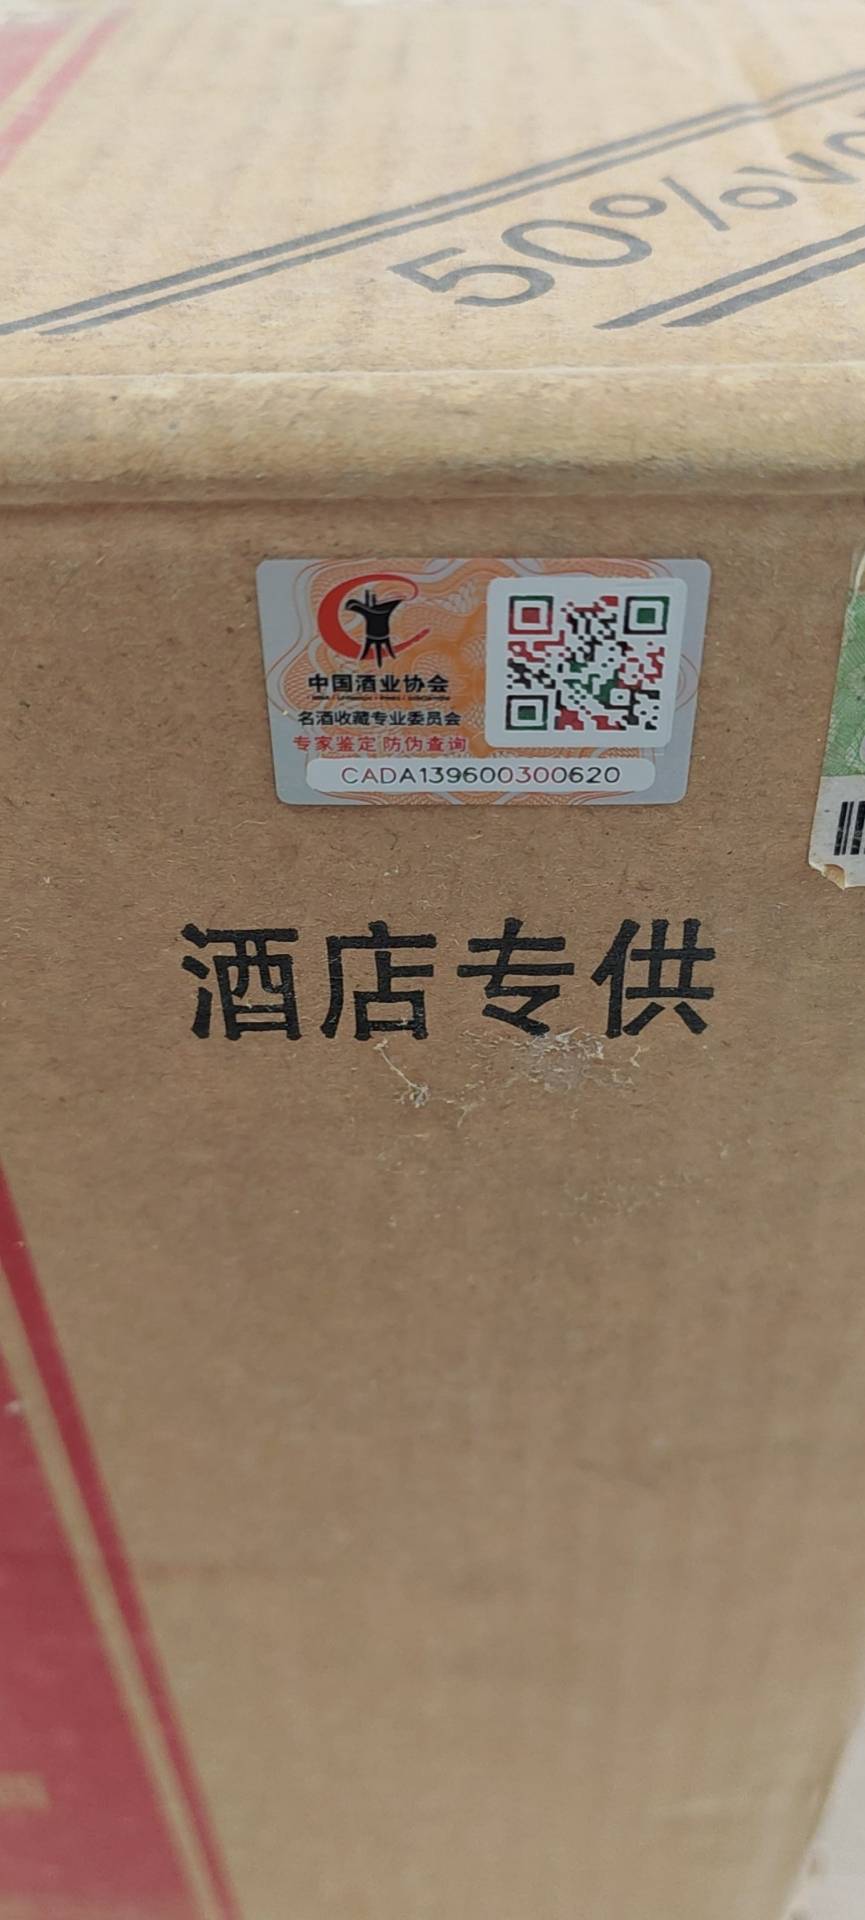 50%vo
中国酒业协会
名酒收藏专业委员会
专家鉴定 防伪查询
CADA139600300620
酒店专供